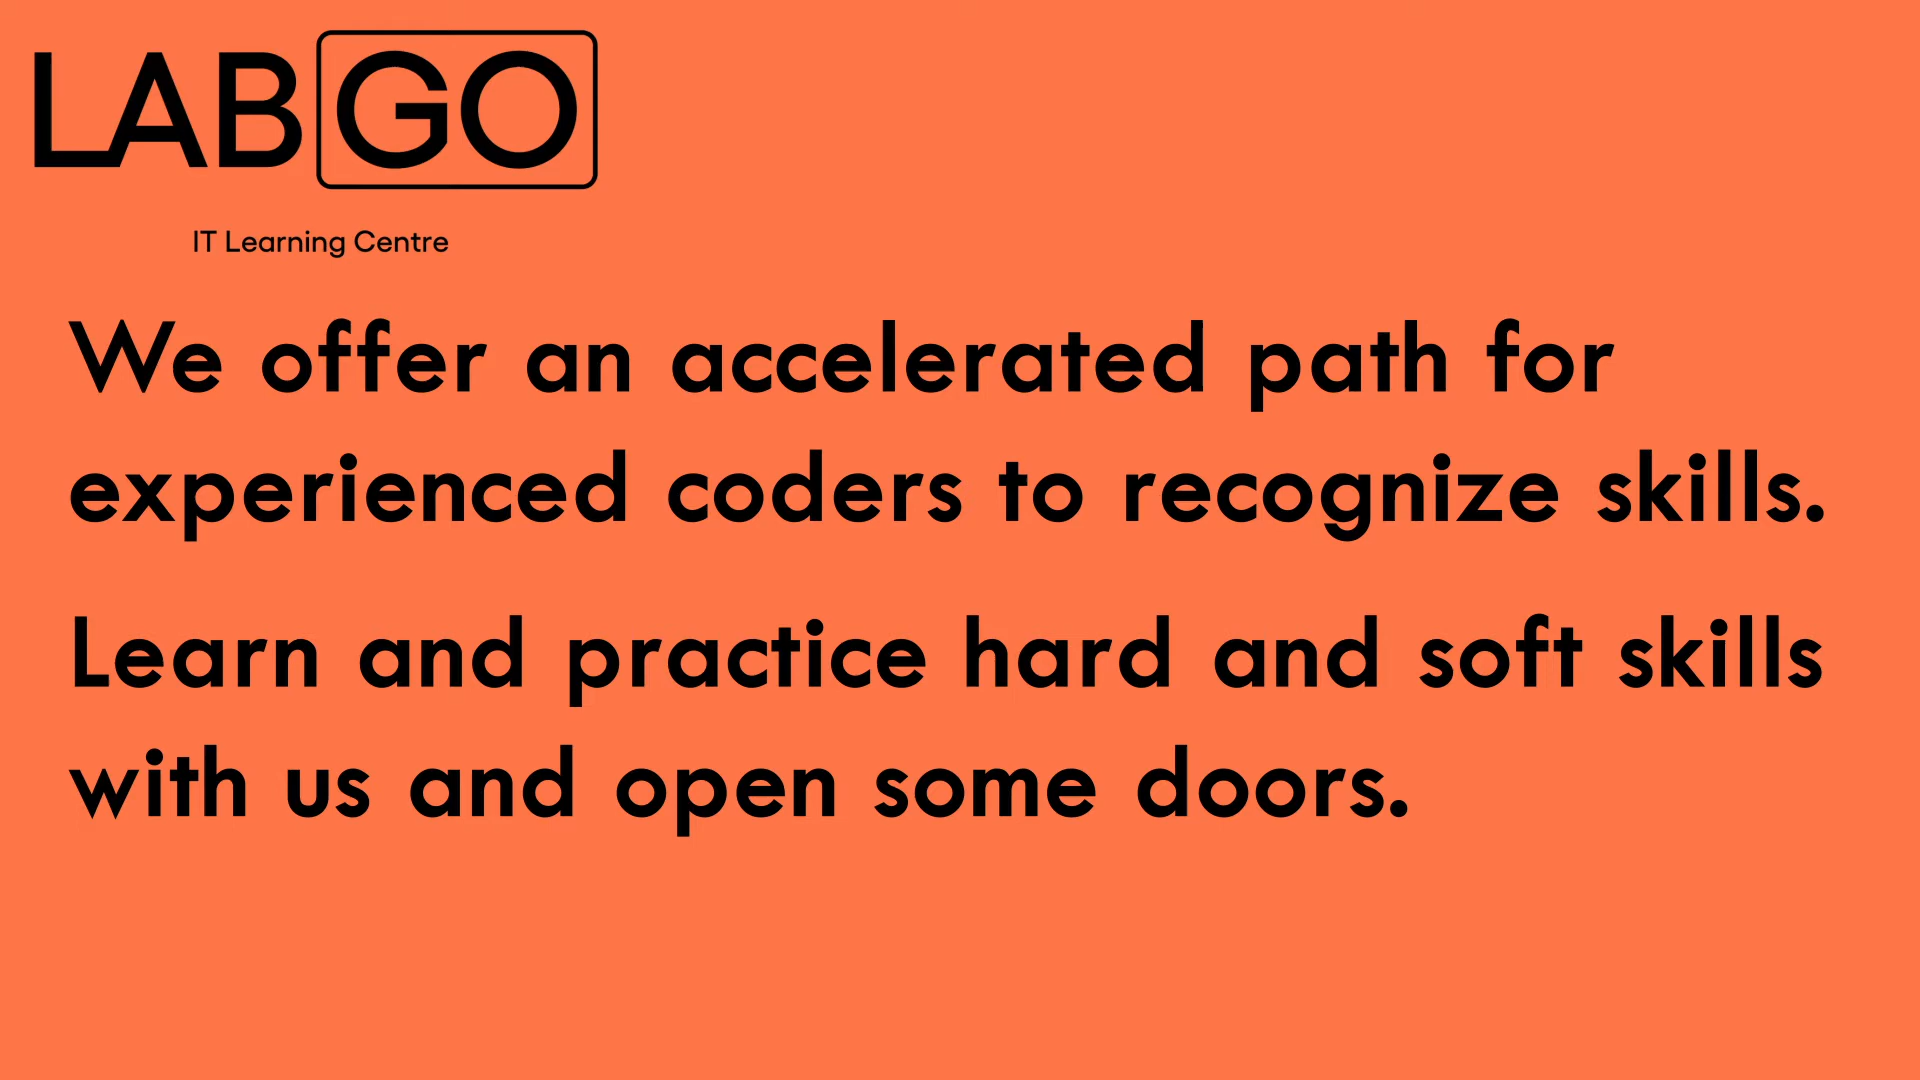 LABGO
IT Learning Centre
We offer an accelerated path for
experienced coders to recognize skills.
Learn and practice hard and soft skills
with us and open some doors.